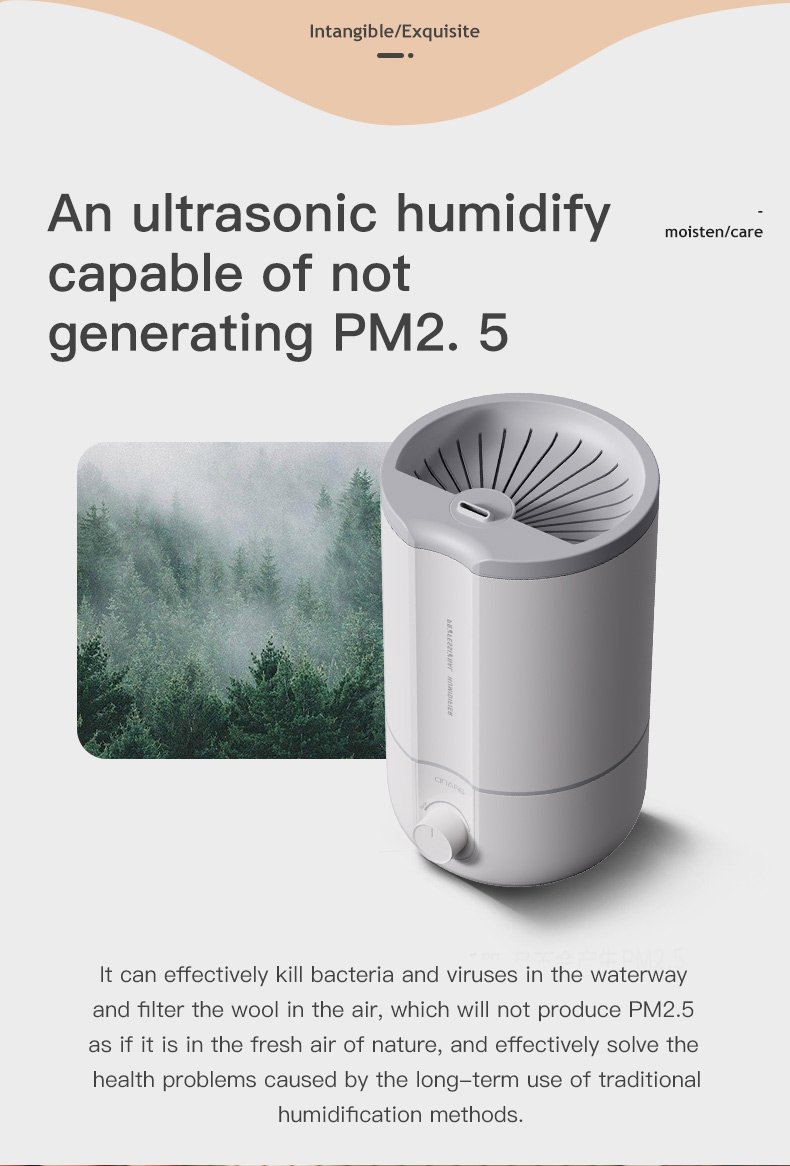 Intangible/Exquisite
An ultrasonic humidify
capable of not
generating PM2. 5
-
moisten/care
HUMIDIFIER
It can effectively kill bacteria and viruses in the waterway
and filter the wool in the air, which will not produce PM2.5
as if it is in the fresh air of nature, and effectively solve the
health problems caused by the long-term use of traditional
humidification methods.